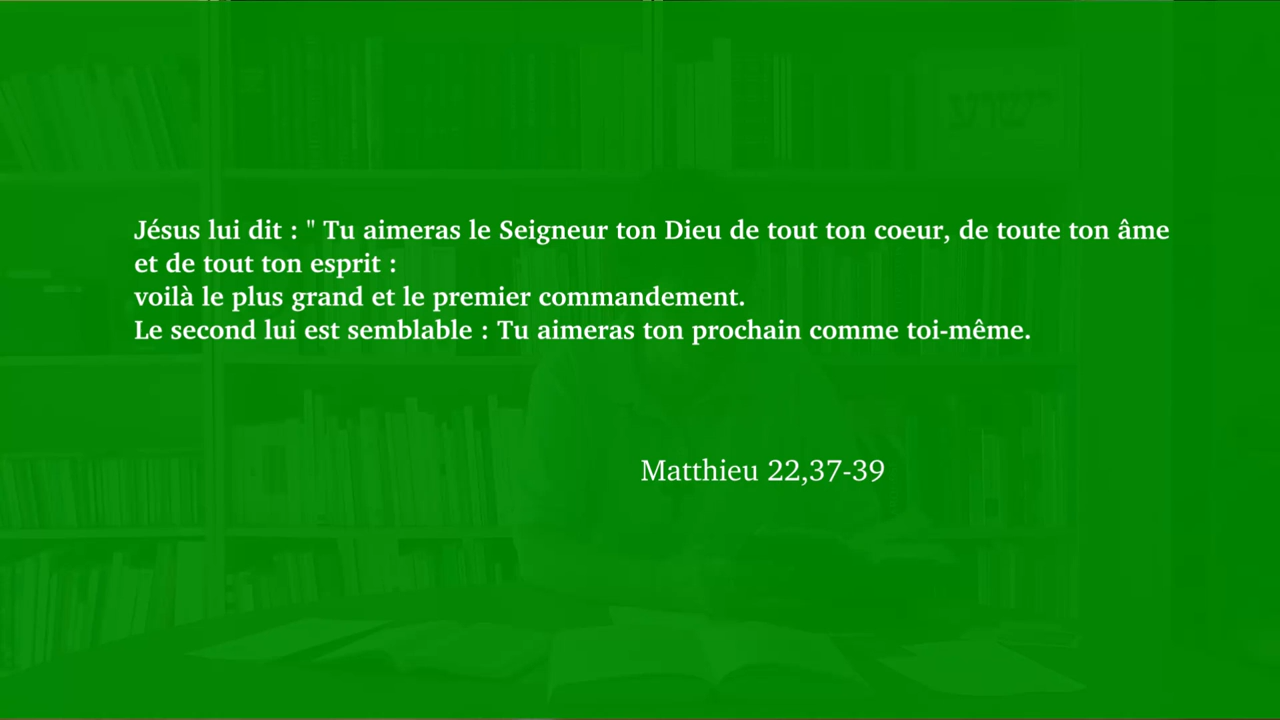 ישוע
Jésus lui dit : " Tu aimeras le Seigneur ton Dieu de tout ton coeur, de toute ton âme
et de tout ton esprit :
voilà le plus grand et le premier commandement.
Le second lui est semblable : Tu aimeras ton prochain comme toi-même.
Matthieu 22,37-39